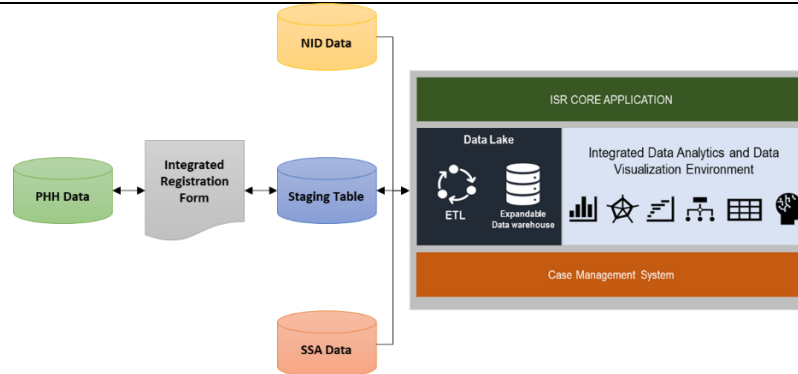 NID Data
PHH Data
Integrated
Registration
Form
Staging Table
SSA Data
ISR CORE APPLICATION
Data Lake
ETL
Expandable
Data warehouse
Integrated Data Analytics and Data
Visualization Environment
Case Management System